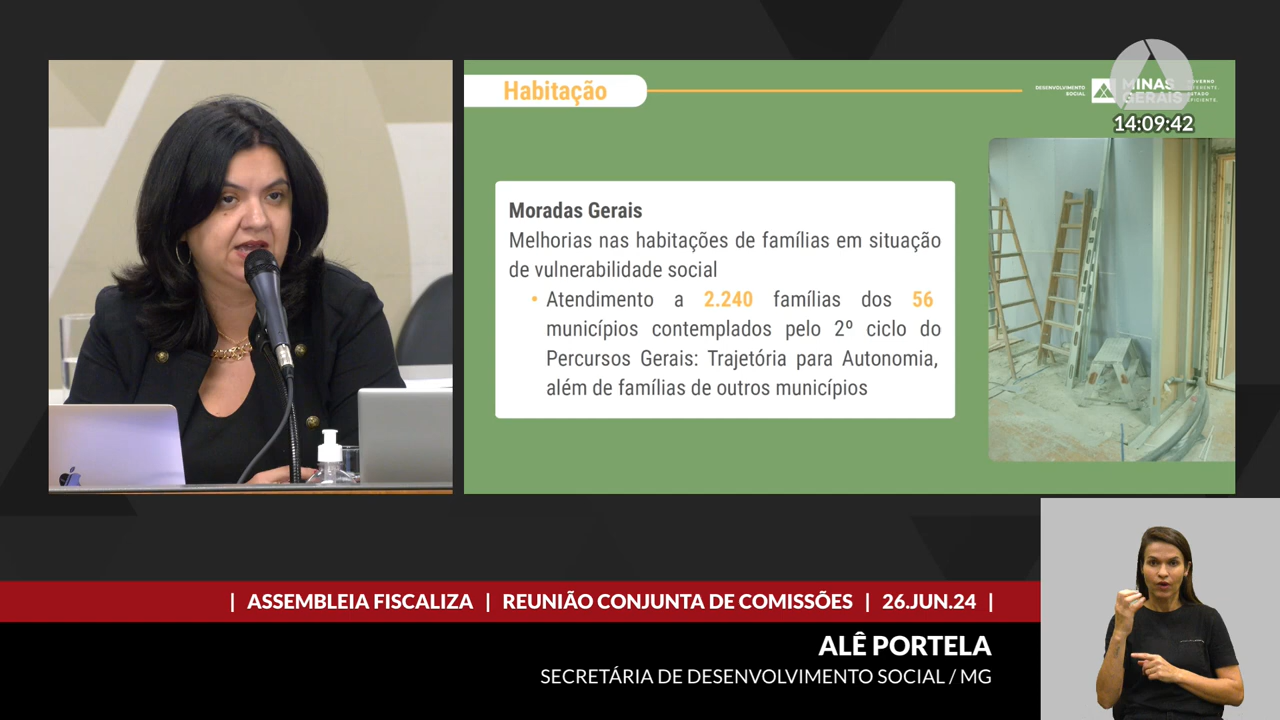 Habitação
DESENVOLVIMENTO
SOCIAL
MINAS
GERAIS
14:09:42
Moradas Gerais
Melhorias nas habitações de famílias em situação
de vulnerabilidade social
• Atendimento a 2.240 famílias dos 56
municípios contemplados pelo 2º ciclo do
Percursos Gerais: Trajetória para Autonomia,
além de famílias de outros municípios
| ASSEMBLEIA FISCALIZA | REUNIÃO CONJUNTA DE COMISSÕES | 26.JUN.24 |
ALÊ PORTELA
SECRETÁRIA DE DESENVOLVIMENTO SOCIAL / MG